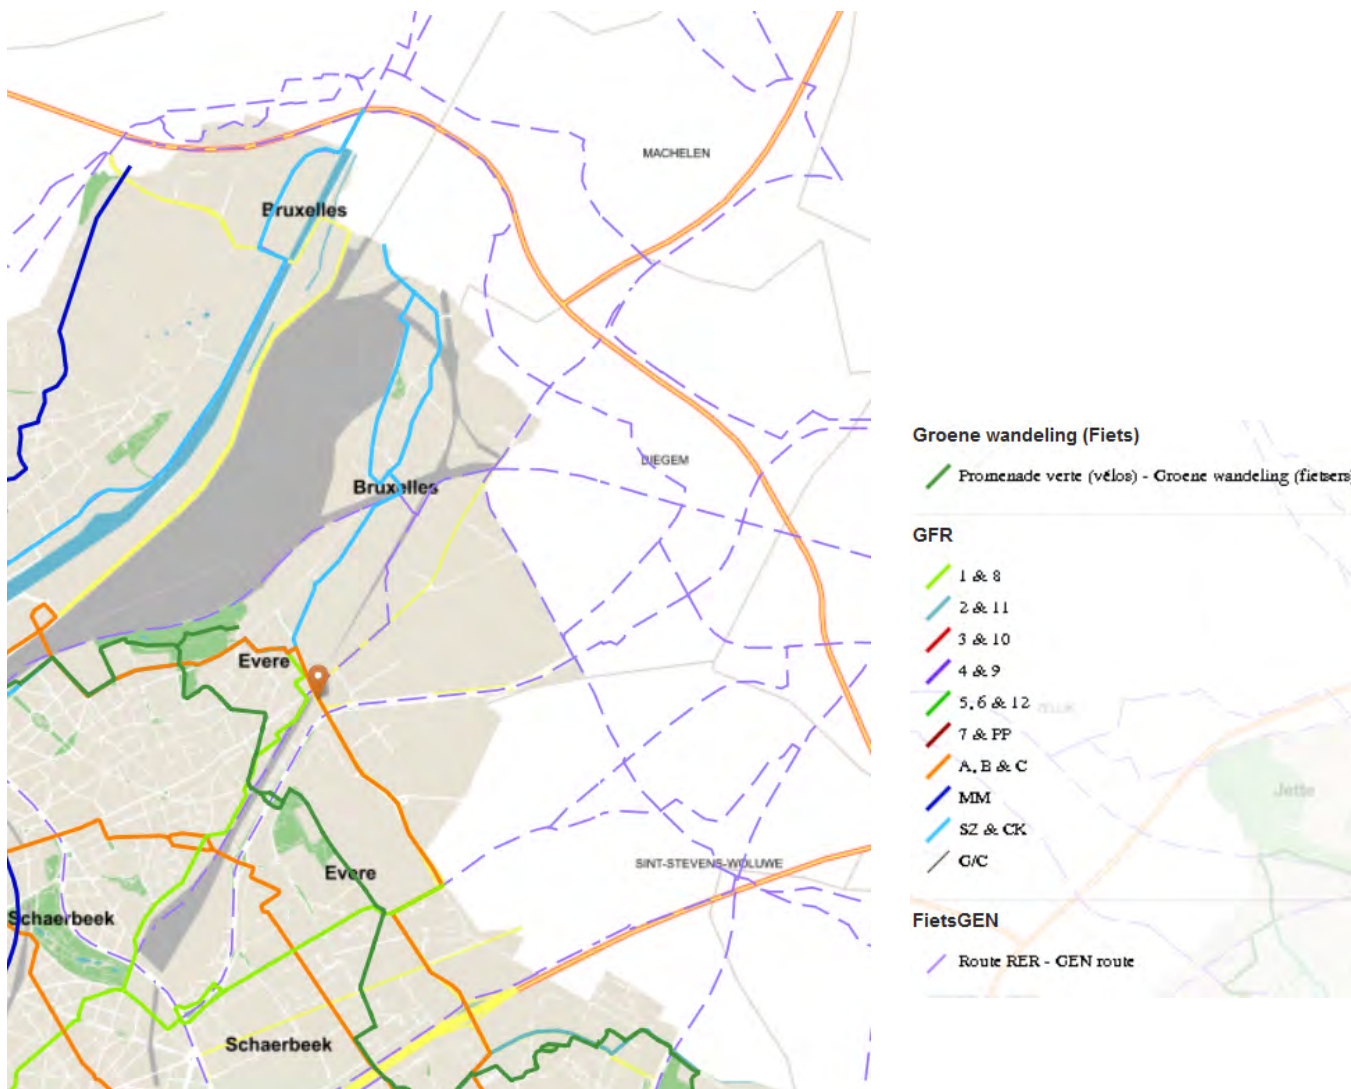 MACHELEN
Bruxelles
DIEGEM
Bruxelles
Evere
SINT-STEVENS-WOLUWE
Evere
Schaerbeek
Schaerbeek
Groene wandeling (Fiets)
Promenade verte (vélos) - Groene wandeling (fietsers)
GFR
1 & 8
2 & 11
3 & 10
4 & 9
5, 6 & 12
ZELLIK
7 & PP
A, B & C
Jette
MM
SZ & CK
G/C
FietsGEN
Route RER - GEN route